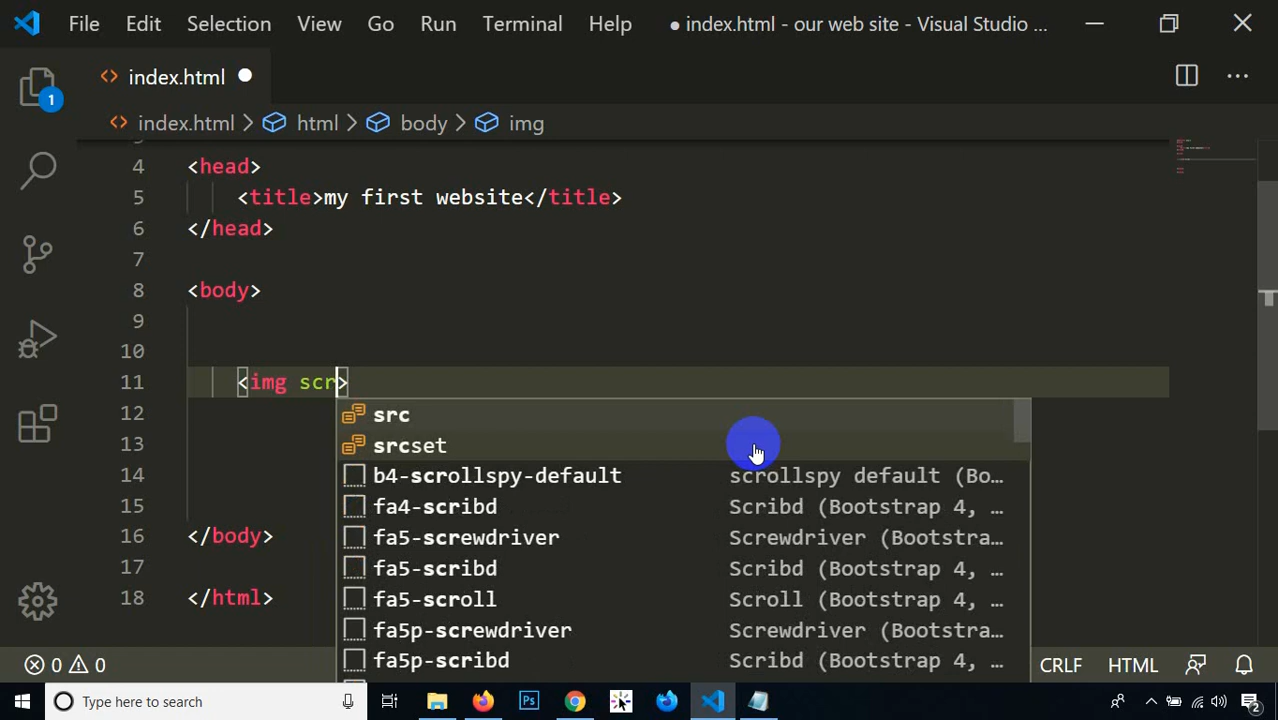 File Edit Selection View Go Run Terminal Help ● index.html - our web site - Visual Studio ...
index.html
index.html > html > body > img
4 <head>
5 <title>my first website</title>
6 </head>
7
8 <body>
9
10
11 <img scr>
12
13
14
15
16 </body>
17
18 </html>
src
srcset
b4-scrollspy-default scrollspy default (Bo...
fa4-scribd Scribd (Bootstrap 4, ...
fa5-screwdriver Screwdriver (Bootstra...
fa5-scribd Scribd (Bootstrap 4, ...
fa5-scroll Scroll (Bootstrap 4, ...
fa5p-screwdriver Screwdriver (Bootstra...
fa5p-scribd Scribd (Bootstrap 4, ...
1
0 0 CRLF HTML
Type here to search
Ps
2